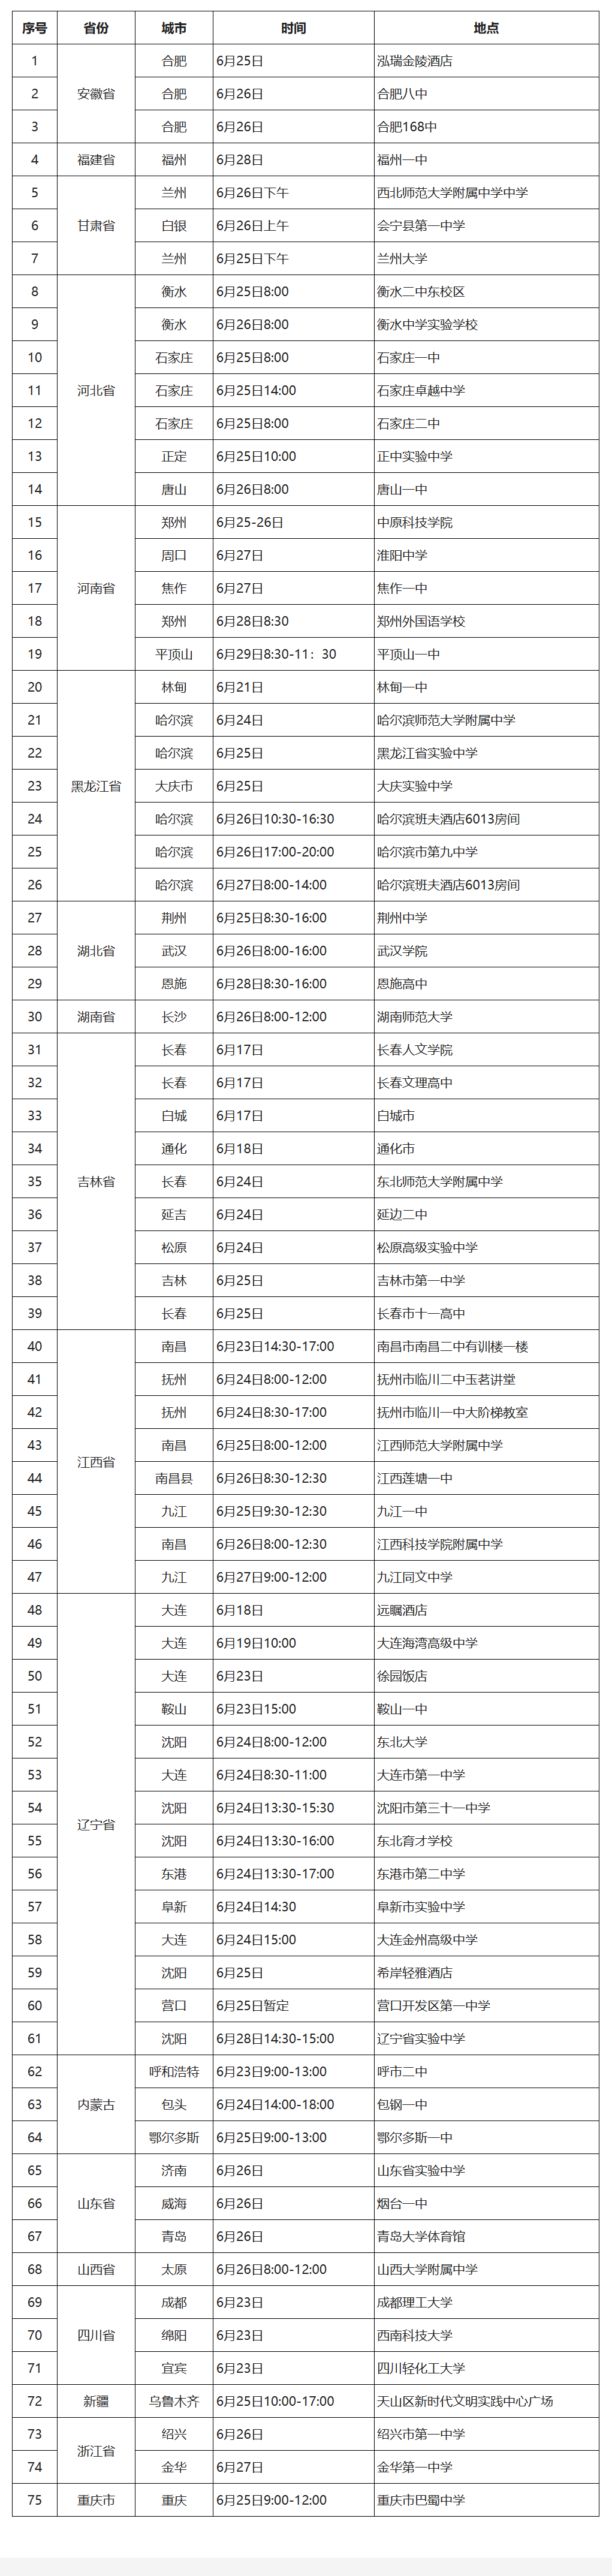 序号 省份 城市 时间 地点
1 安徽省 合肥 6月25日 泓瑞金陵酒店
2 合肥 6月26日 合肥八中
3 合肥 6月26日 合肥168中
4 福建省 福州 6月28日 福州一中
5 甘肃省 兰州 6月26日下午 西北师范大学附属中学中学
6 白银 6月26日上午 会宁县第一中学
7 兰州 6月25日下午 兰州大学
8 河北省 衡水 6月25日8:00 衡水二中东校区
9 衡水 6月26日8:00 衡水中学实验学校
10 石家庄 6月25日8:00 石家庄一中
11 石家庄 6月25日14:00 石家庄卓越中学
12 石家庄 6月25日8:00 石家庄二中
13 正定 6月25日10:00 正中实验中学
14 唐山 6月26日8:00 唐山一中
15 河南省 郑州 6月25-26日 中原科技学院
16 周口 6月27日 淮阳中学
17 焦作 6月27日 焦作一中
18 郑州 6月28日8:30 郑州外国语学校
19 平顶山 6月29日8:30-11：30 平顶山一中
20 黑龙江省 林甸 6月21日 林甸一中
21 哈尔滨 6月24日 哈尔滨师范大学附属中学
22 哈尔滨 6月25日 黑龙江省实验中学
23 大庆市 6月25日 大庆实验中学
24 哈尔滨 6月26日10:30-16:30 哈尔滨班夫酒店6013房间
25 哈尔滨 6月26日17:00-20:00 哈尔滨市第九中学
26 哈尔滨 6月27日8:00-14:00 哈尔滨班夫酒店6013房间
27 湖北省 荆州 6月25日8:30-16:00 荆州中学
28 武汉 6月26日8:00-16:00 武汉学院
29 恩施 6月28日8:30-16:00 恩施高中
30 湖南省 长沙 6月26日8:00-12:00 湖南师范大学
31 吉林省 长春 6月17日 长春人文学院
32 长春 6月17日 长春文理高中
33 白城 6月17日 白城市
34 通化 6月18日 通化市
35 长春 6月24日 东北师范大学附属中学
36 延吉 6月24日 延边二中
37 松原 6月24日 松原高级实验中学
38 吉林 6月25日 吉林市第一中学
39 长春 6月25日 长春市十一高中
40 江西省 南昌 6月23日14:30-17:00 南昌市南昌二中有训楼一楼
41 抚州 6月24日8:00-12:00 抚州市临川二中玉茗讲堂
42 抚州 6月24日8:30-17:00 抚州市临川一中大阶梯教室
43 南昌 6月25日8:00-12:00 江西师范大学附属中学
44 南昌县 6月26日8:30-12:30 江西莲塘一中
45 九江 6月25日9:30-12:30 九江一中
46 南昌 6月26日8:00-12:30 江西科技学院附属中学
47 九江 6月27日9:00-12:00 九江同文中学
48 辽宁省 大连 6月18日 远瞩酒店
49 大连 6月19日10:00 大连海湾高级中学
50 大连 6月23日 徐园饭店
51 鞍山 6月23日15:00 鞍山一中
52 沈阳 6月24日8:00-12:00 东北大学
53 大连 6月24日8:30-11:00 大连市第一中学
54 沈阳 6月24日13:30-15:30 沈阳市第三十一中学
55 沈阳 6月24日13:30-16:00 东北育才学校
56 东港 6月24日13:30-17:00 东港市第二中学
57 阜新 6月24日14:30 阜新市实验中学
58 大连 6月24日15:00 大连金州高级中学
59 沈阳 6月25日 希岸轻雅酒店
60 营口 6月25日暂定 营口开发区第一中学
61 沈阳 6月28日14:30-15:00 辽宁省实验中学
62 内蒙古 呼和浩特 6月23日9:00-13:00 呼市二中
63 包头 6月24日14:00-18:00 包钢一中
64 鄂尔多斯 6月25日9:00-13:00 鄂尔多斯一中
65 山东省 济南 6月26日 山东省实验中学
66 威海 6月26日 烟台一中
67 青岛 6月26日 青岛大学体育馆
68 山西省 太原 6月26日8:00-12:00 山西大学附属中学
69 四川省 成都 6月23日 成都理工大学
70 绵阳 6月23日 西南科技大学
71 宜宾 6月23日 四川轻化工大学
72 新疆 乌鲁木齐 6月25日10:00-17:00 天山区新时代文明实践中心广场
73 浙江省 绍兴 6月26日 绍兴市第一中学
74 金华 6月27日 金华第一中学
75 重庆市 重庆 6月25日9:00-12:00 重庆市巴蜀中学